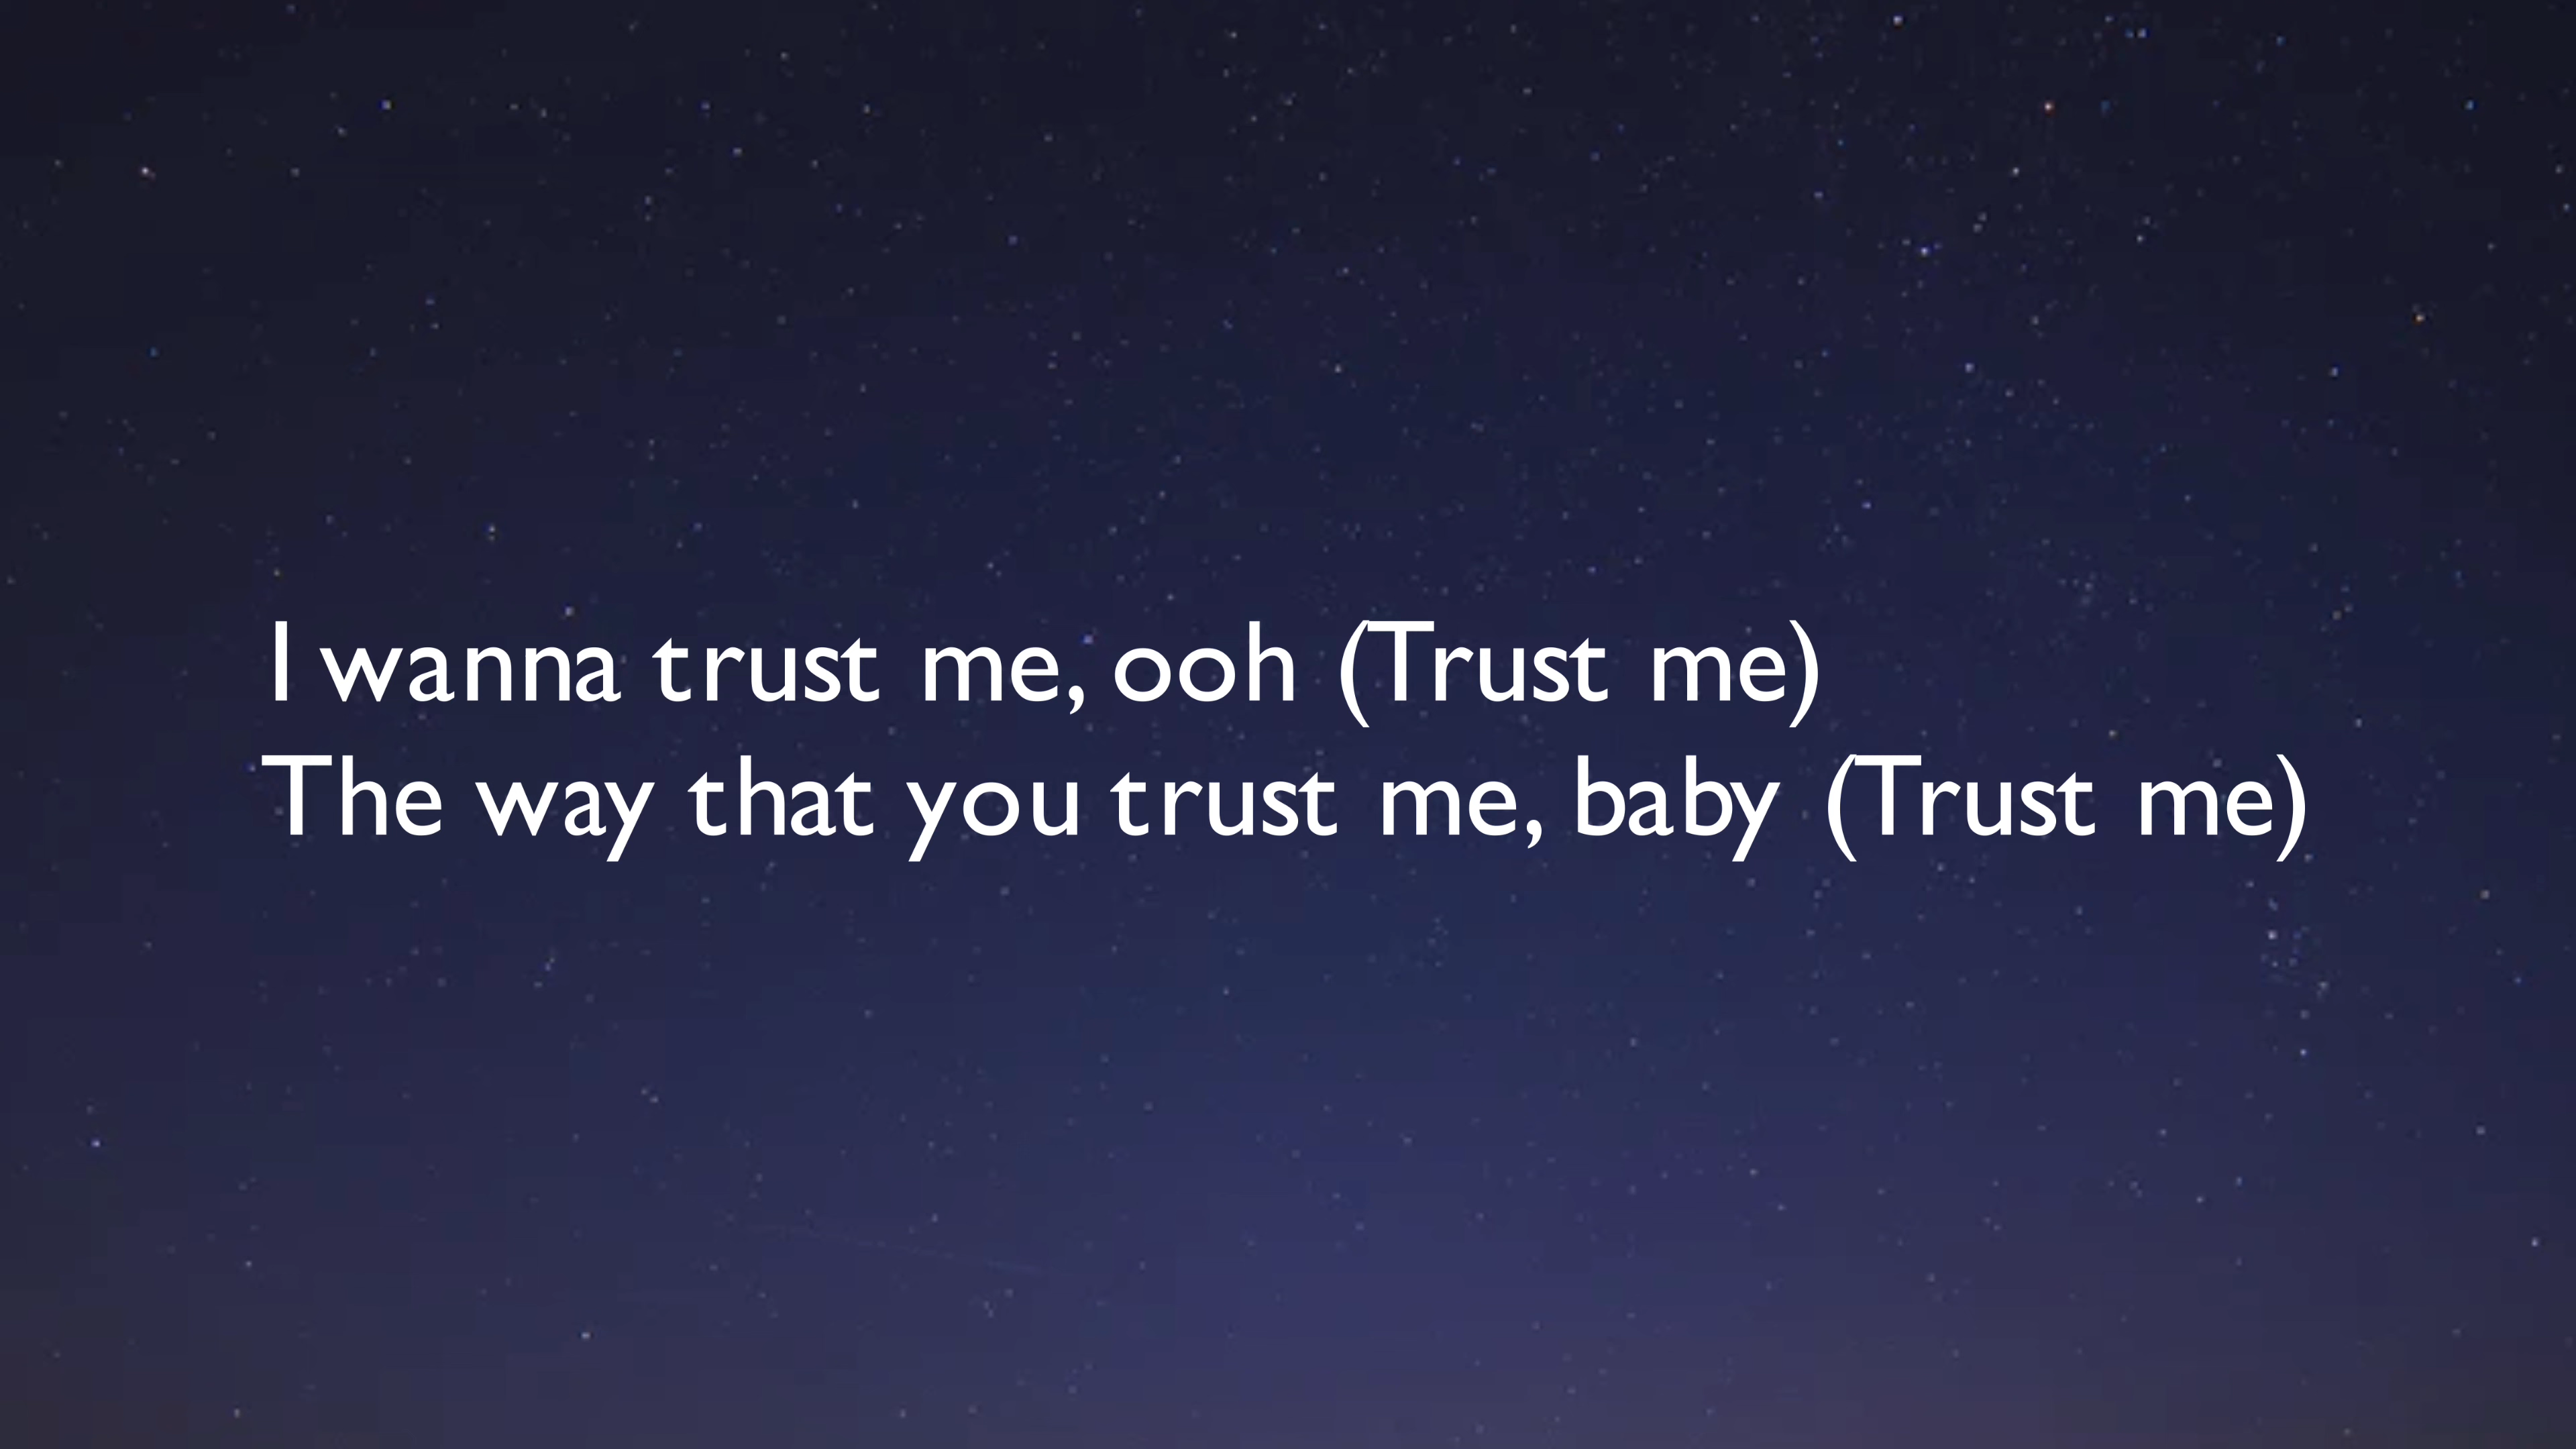 I wanna trust me, ooh (Trust me)
The way that you trust me, baby (Trust me)